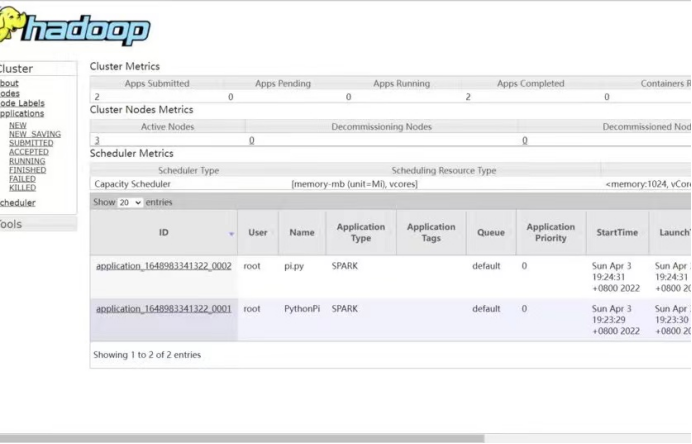 hadoop
Cluster
bout
odes
ode Labels
pplications
NEW
NEW_SAVING
SUBMITTED
ACCEPTED
RUNNING
FINISHED
FAILED
KILLED
cheduler
Tools
Cluster Metrics
Apps Submitted Apps Pending Apps Running Apps Completed Containers R
2 0 0 2 0
Cluster Nodes Metrics
Active Nodes Decommissioning Nodes Decommissioned Nod
3 0 0
Scheduler Metrics
Scheduler Type Scheduling Resource Type
Capacity Scheduler [memory-mb (unit=Mi), vcores] <memory:1024, vCore
Show 20 entries
ID User Name Application Type Application Tags Queue Application Priority StartTime LaunchT
application_1648983341322_0002 root pi.py SPARK default 0 Sun Apr 3 Sun Apr
19:24:31 19:24:31
+0800 2022 +0800 20
application_1648983341322_0001 root PythonPi SPARK default 0 Sun Apr 3 Sun Apr
19:23:29 19:23:30
+0800 2022 +0800 20
Showing 1 to 2 of 2 entries